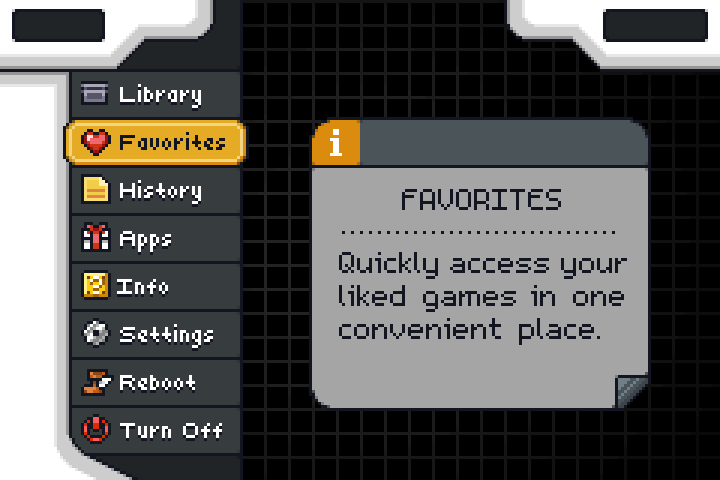 Library
Favorites
History
Apps
Info
Settings
Reboot
Turn Off
i
FAVORITES
Quickly access your
liked games in one
convenient place.